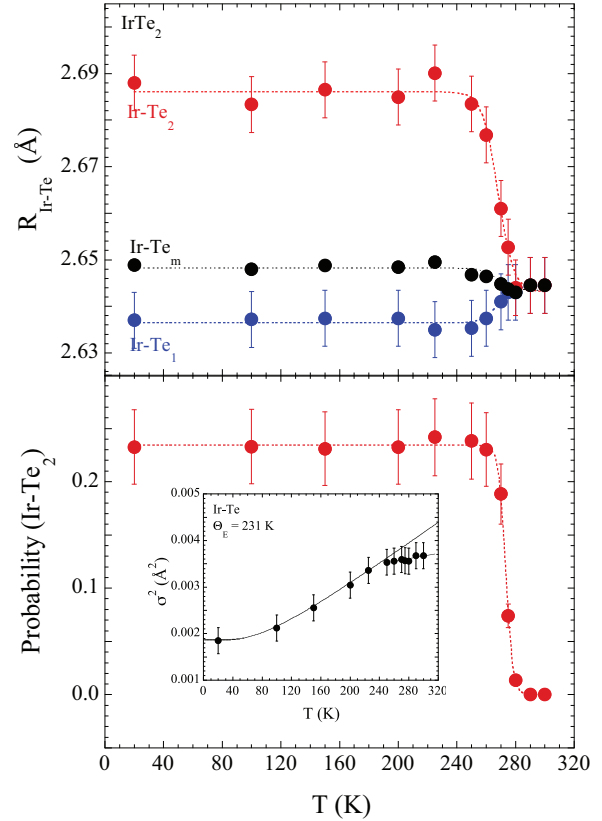 IrTe₂
2.69
2.67
2.65
2.63
R_Ir-Te (Å)
Ir-Te₂
Ir-Te_m
Ir-Te₁
0.2
0.1
0.0
Probability (Ir-Te₂)
0.005
0.004
0.003
0.002
0.001
σ² (Å²)
Ir-Te
Θ_E = 231 K
0 40 80 120 160 200 240 280 320
T (K)
0 40 80 120 160 200 240 280 320
T (K)